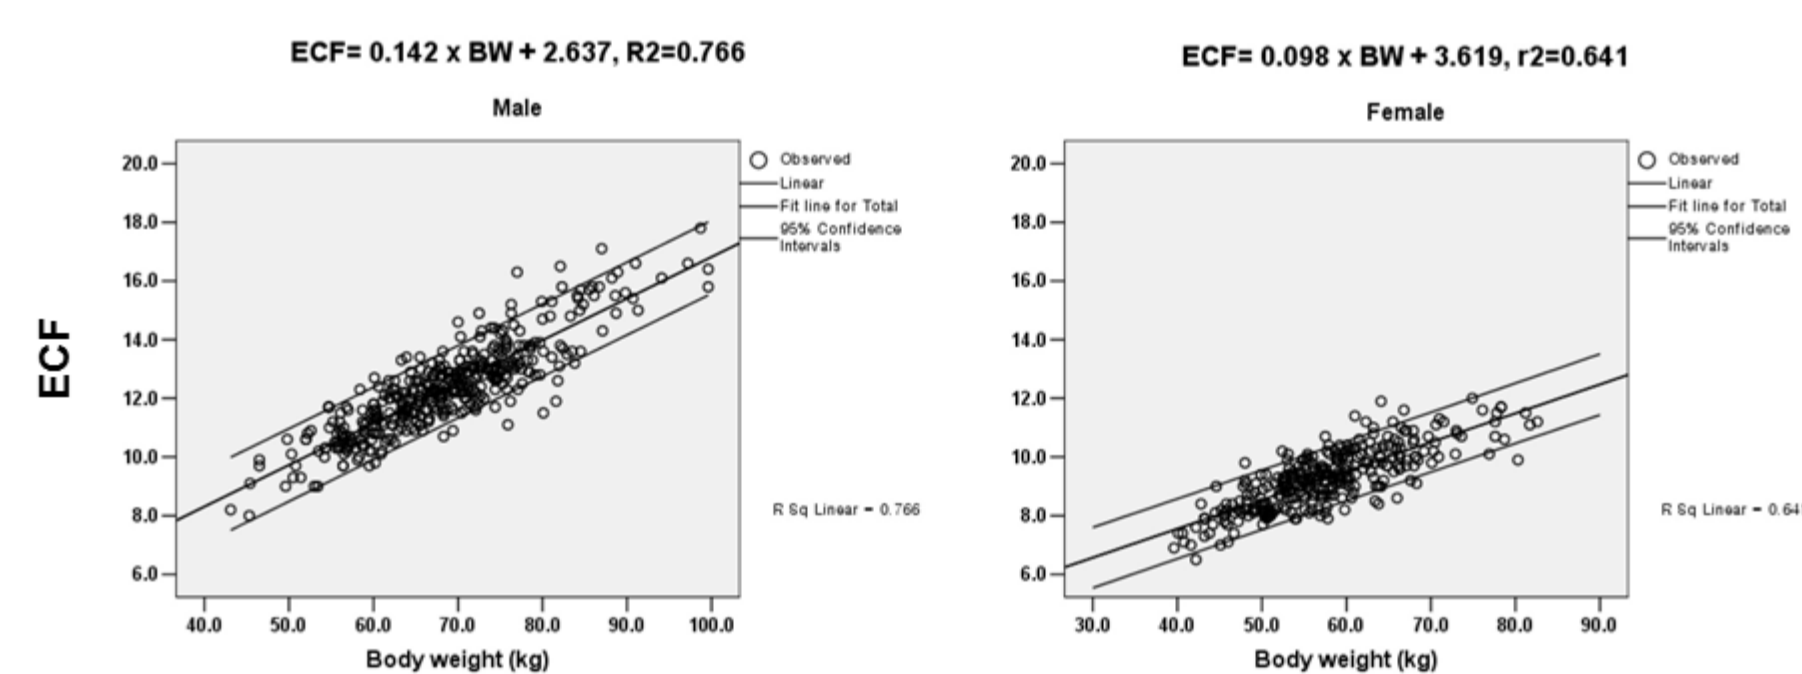 ECF= 0.142 x BW + 2.637, R2=0.766
Male
20.0
18.0
16.0
14.0
12.0
10.0
8.0
6.0
ECF
40.0 50.0 60.0 70.0 80.0 90.0 100.0
Body weight (kg)
Observed
Linear
Fit line for Total
95% Confidence
Intervals
R Sq Linear = 0.766
ECF= 0.098 x BW + 3.619, r2=0.641
Female
20.0
18.0
16.0
14.0
12.0
10.0
8.0
6.0
30.0 40.0 50.0 60.0 70.0 80.0 90.0
Body weight (kg)
Observed
Linear
Fit line for Total
95% Confidence
Intervals
R Sq Linear = 0.64